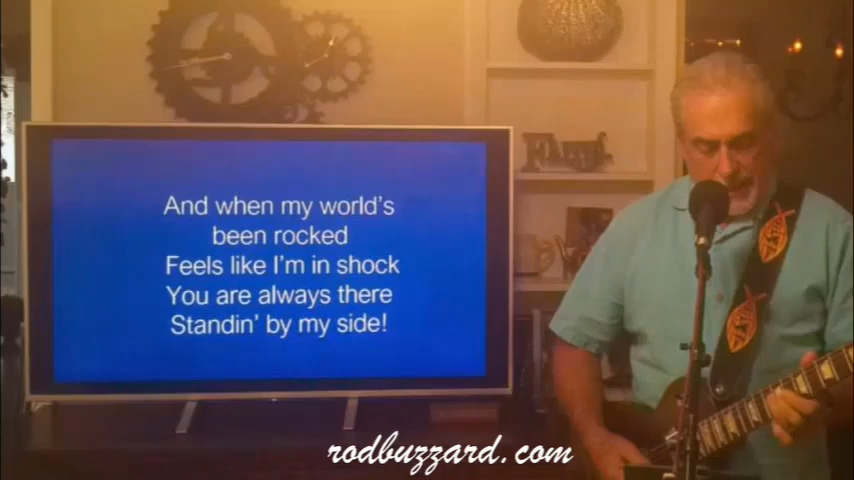 And when my world's
been rocked
Feels like I'm in shock
You are always there
Standin' by my side!
rodbuzzard.com